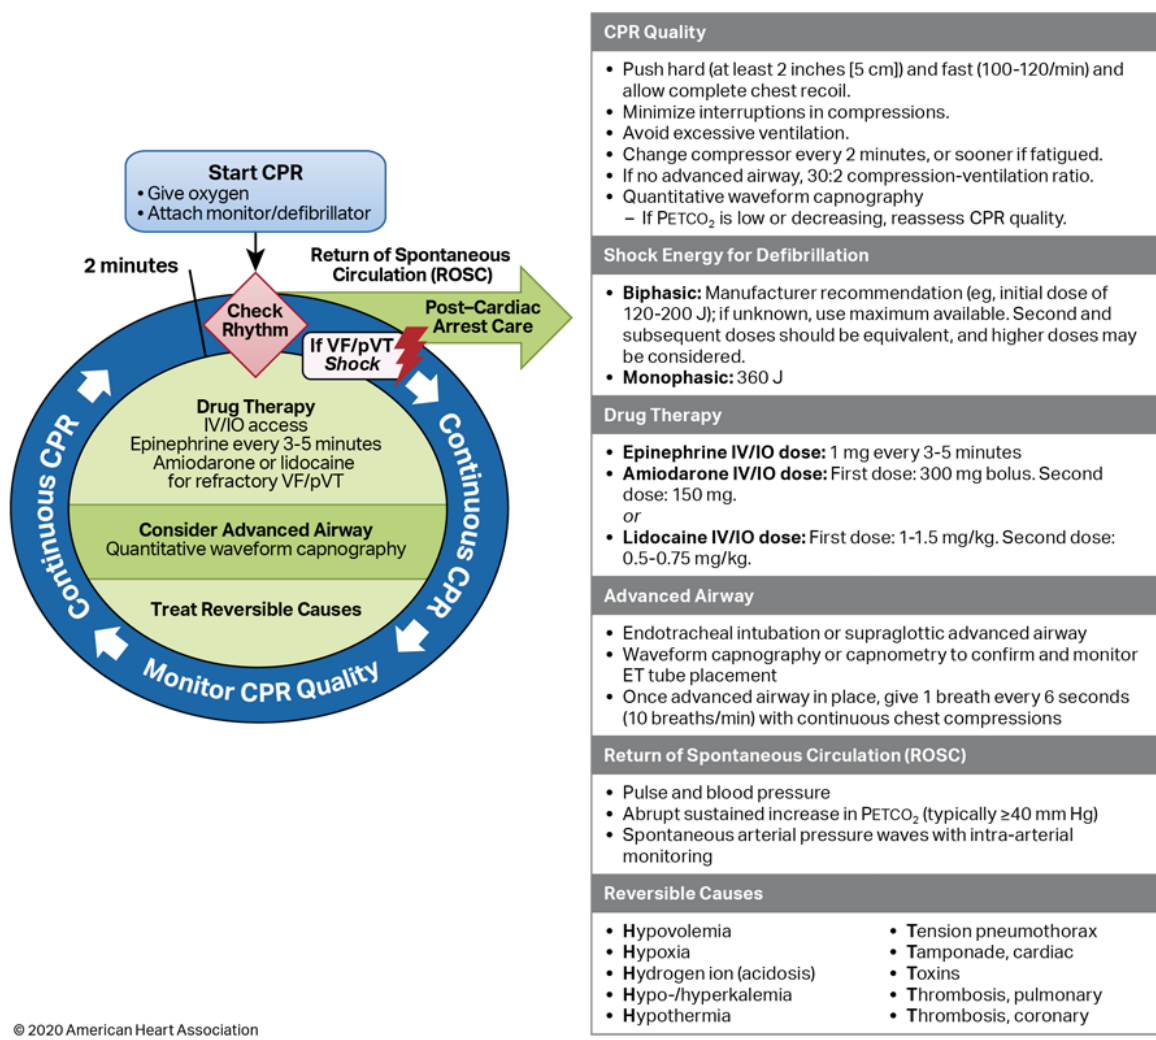 Start CPR
• Give oxygen
• Attach monitor/defibrillator
2 minutes
Return of Spontaneous
Circulation (ROSC)
Check
Rhythm
Post–Cardiac
Arrest Care
If VF/pVT
Shock
Drug Therapy
IV/IO access
Epinephrine every 3-5 minutes
Amiodarone or lidocaine
for refractory VF/pVT
Consider Advanced Airway
Quantitative waveform capnography
Treat Reversible Causes
Continuous CPR
Continuous CPR
Monitor CPR Quality
© 2020 American Heart Association
CPR Quality
• Push hard (at least 2 inches [5 cm]) and fast (100-120/min) and
allow complete chest recoil.
• Minimize interruptions in compressions.
• Avoid excessive ventilation.
• Change compressor every 2 minutes, or sooner if fatigued.
• If no advanced airway, 30:2 compression-ventilation ratio.
• Quantitative waveform capnography
– If PETCO₂ is low or decreasing, reassess CPR quality.
Shock Energy for Defibrillation
• Biphasic: Manufacturer recommendation (eg, initial dose of
120-200 J); if unknown, use maximum available. Second and
subsequent doses should be equivalent, and higher doses may
be considered.
• Monophasic: 360 J
Drug Therapy
• Epinephrine IV/IO dose: 1 mg every 3-5 minutes
• Amiodarone IV/IO dose: First dose: 300 mg bolus. Second
dose: 150 mg.
or
• Lidocaine IV/IO dose: First dose: 1-1.5 mg/kg. Second dose:
0.5-0.75 mg/kg.
Advanced Airway
• Endotracheal intubation or supraglottic advanced airway
• Waveform capnography or capnometry to confirm and monitor
ET tube placement
• Once advanced airway in place, give 1 breath every 6 seconds
(10 breaths/min) with continuous chest compressions
Return of Spontaneous Circulation (ROSC)
• Pulse and blood pressure
• Abrupt sustained increase in PETCO₂ (typically ≥40 mm Hg)
• Spontaneous arterial pressure waves with intra-arterial
monitoring
Reversible Causes
• Hypovolemia
• Hypoxia
• Hydrogen ion (acidosis)
• Hypo-/hyperkalemia
• Hypothermia
• Tension pneumothorax
• Tamponade, cardiac
• Toxins
• Thrombosis, pulmonary
• Thrombosis, coronary